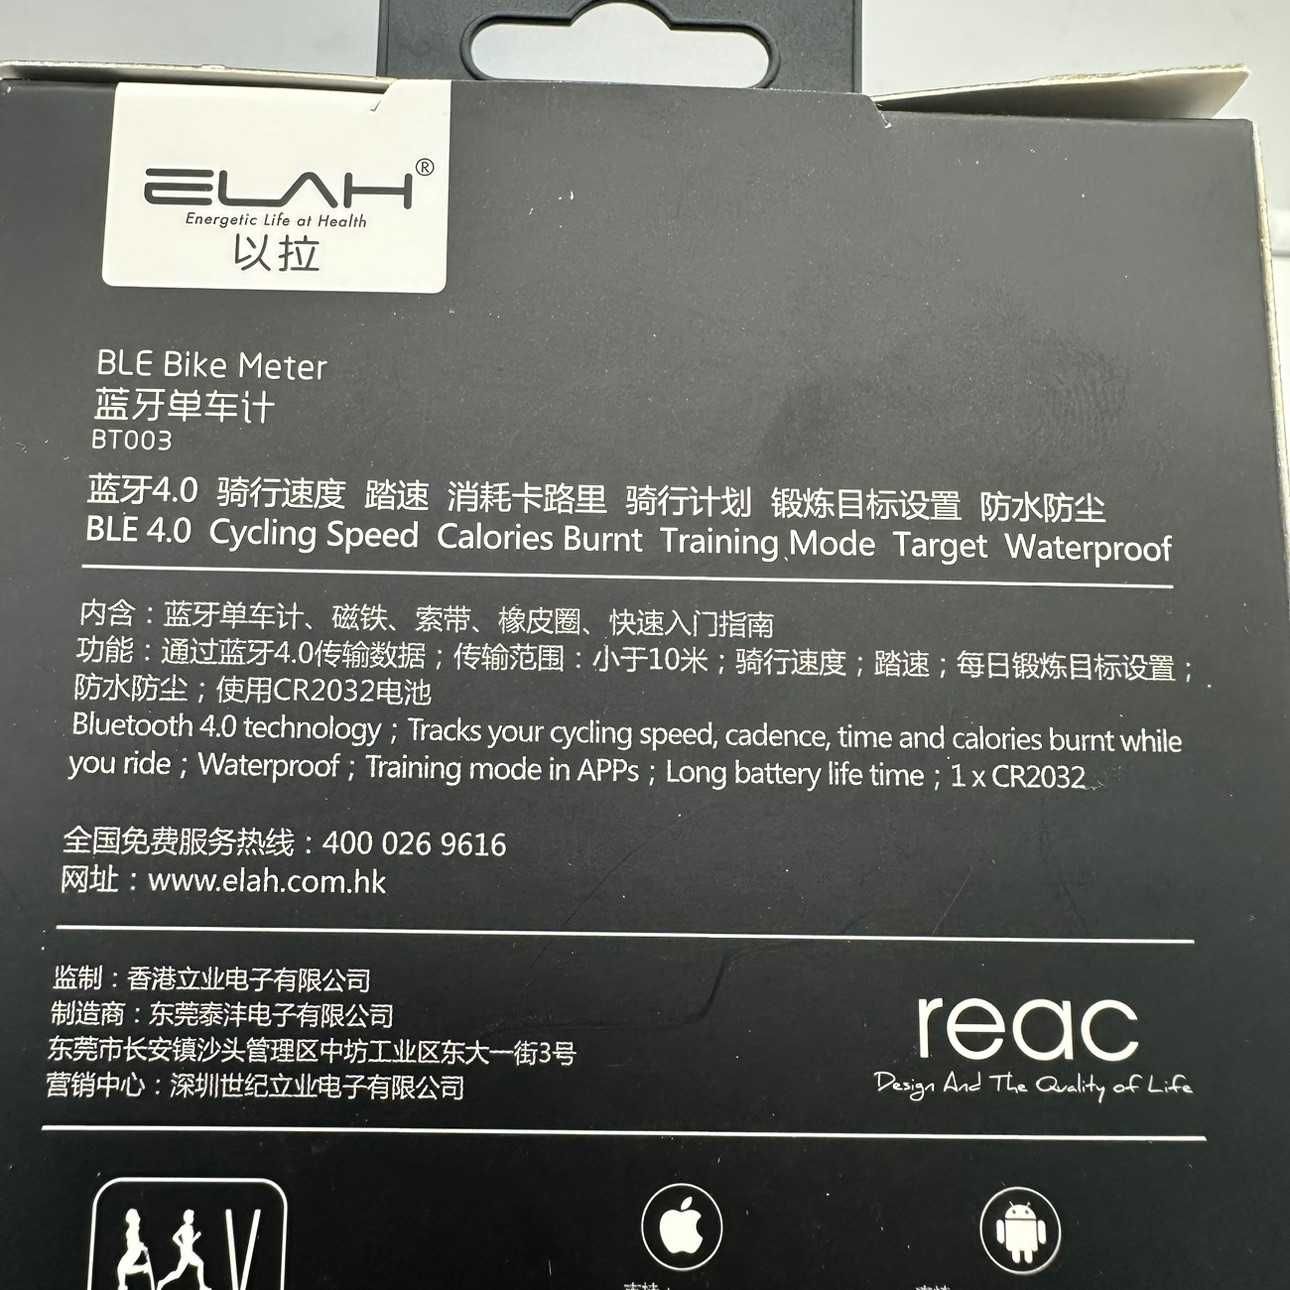 ELAH®
Energetic Life at Health
以拉
BLE Bike Meter
蓝牙单车计
BT003
蓝牙4.0 骑行速度 踏速 消耗卡路里 骑行计划 锻炼目标设置 防水防尘
BLE 4.0 Cycling Speed Calories Burnt Training Mode Target Waterproof
内含：蓝牙单车计、磁铁、索带、橡皮圈、快速入门指南
功能：通过蓝牙4.0传输数据；传输范围：小于10米；骑行速度；踏速；每日锻炼目标设置；
防水防尘；使用CR2032电池
Bluetooth 4.0 technology；Tracks your cycling speed, cadence, time and calories burnt while
you ride；Waterproof；Training mode in APPs；Long battery life time；1 x CR2032
全国免费服务热线：400 026 9616
网址：www.elah.com.hk
监制：香港立业电子有限公司
制造商：东莞泰沣电子有限公司
东莞市长安镇沙头管理区中坊工业区东大一街3号
营销中心：深圳世纪立业电子有限公司
reac
Design And The Quality of Life